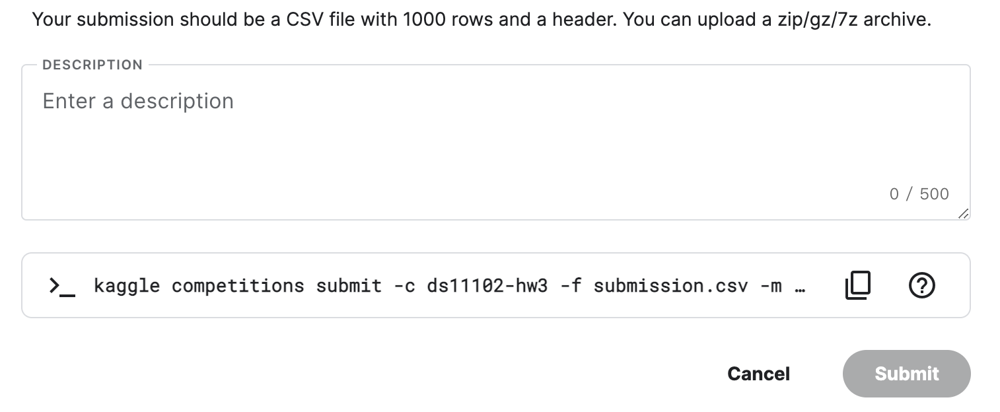 Your submission should be a CSV file with 1000 rows and a header. You can upload a zip/gz/7z archive.
DESCRIPTION
Enter a description
0 / 500
>_ kaggle competitions submit -c ds11102-hw3 -f submission.csv -m …
Cancel
Submit